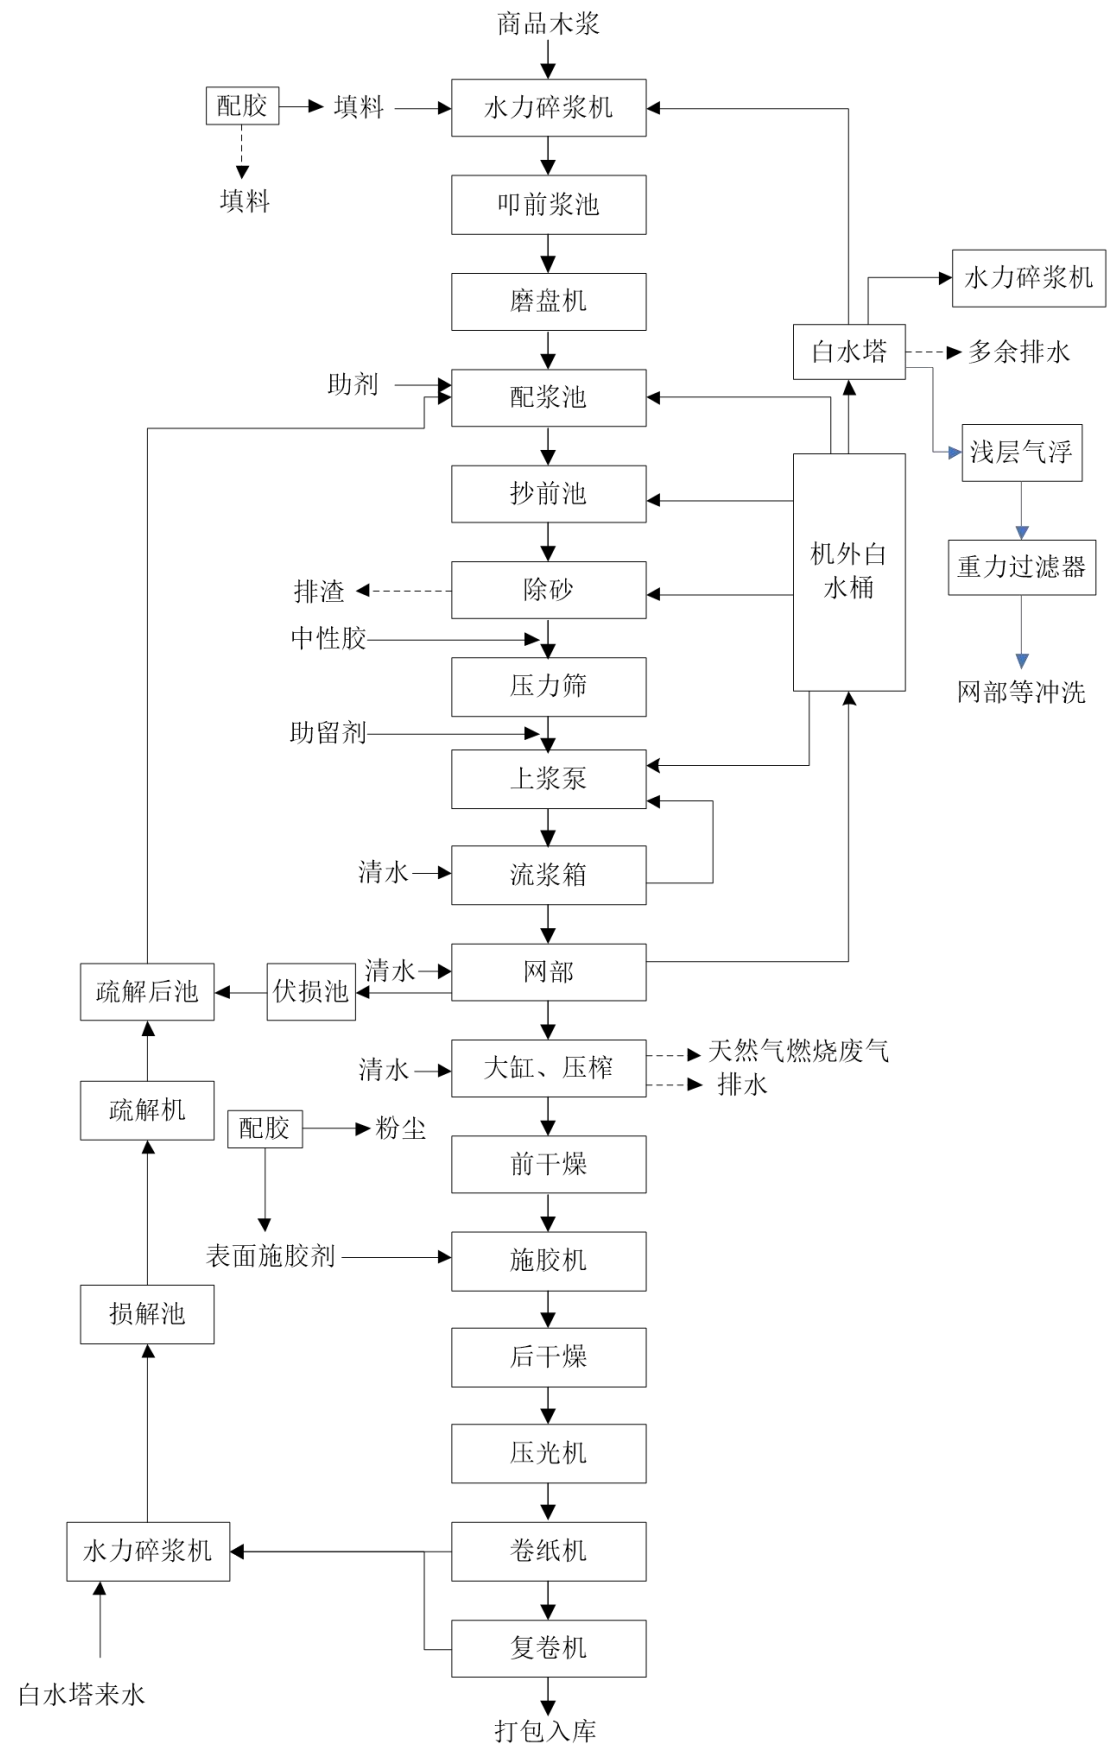 商品木浆
配胶
填料
水力碎浆机
填料
叩前浆池
水力碎浆机
磨盘机
白水塔
多余排水
助剂
配浆池
浅层气浮
抄前池
机外白
水桶
重力过滤器
排渣
除砂
中性胶
压力筛
网部等冲洗
助留剂
上浆泵
清水
流浆箱
疏解后池
伏损池
清水
网部
清水
大缸、压榨
天然气燃烧废气
排水
疏解机
配胶
粉尘
前干燥
表面施胶剂
施胶机
损解池
后干燥
压光机
水力碎浆机
卷纸机
复卷机
白水塔来水
打包入库